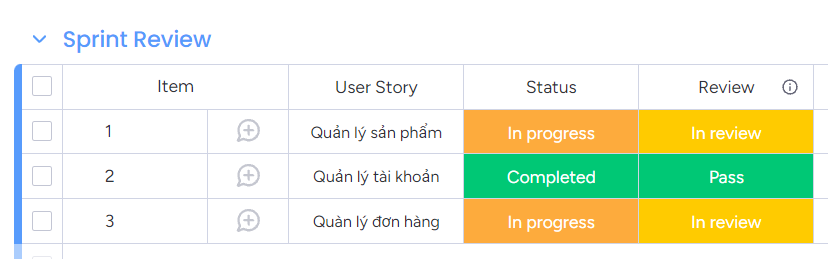 Sprint Review
Item User Story Status Review
1 Quản lý sản phẩm In progress In review
2 Quản lý tài khoản Completed Pass
3 Quản lý đơn hàng In progress In review